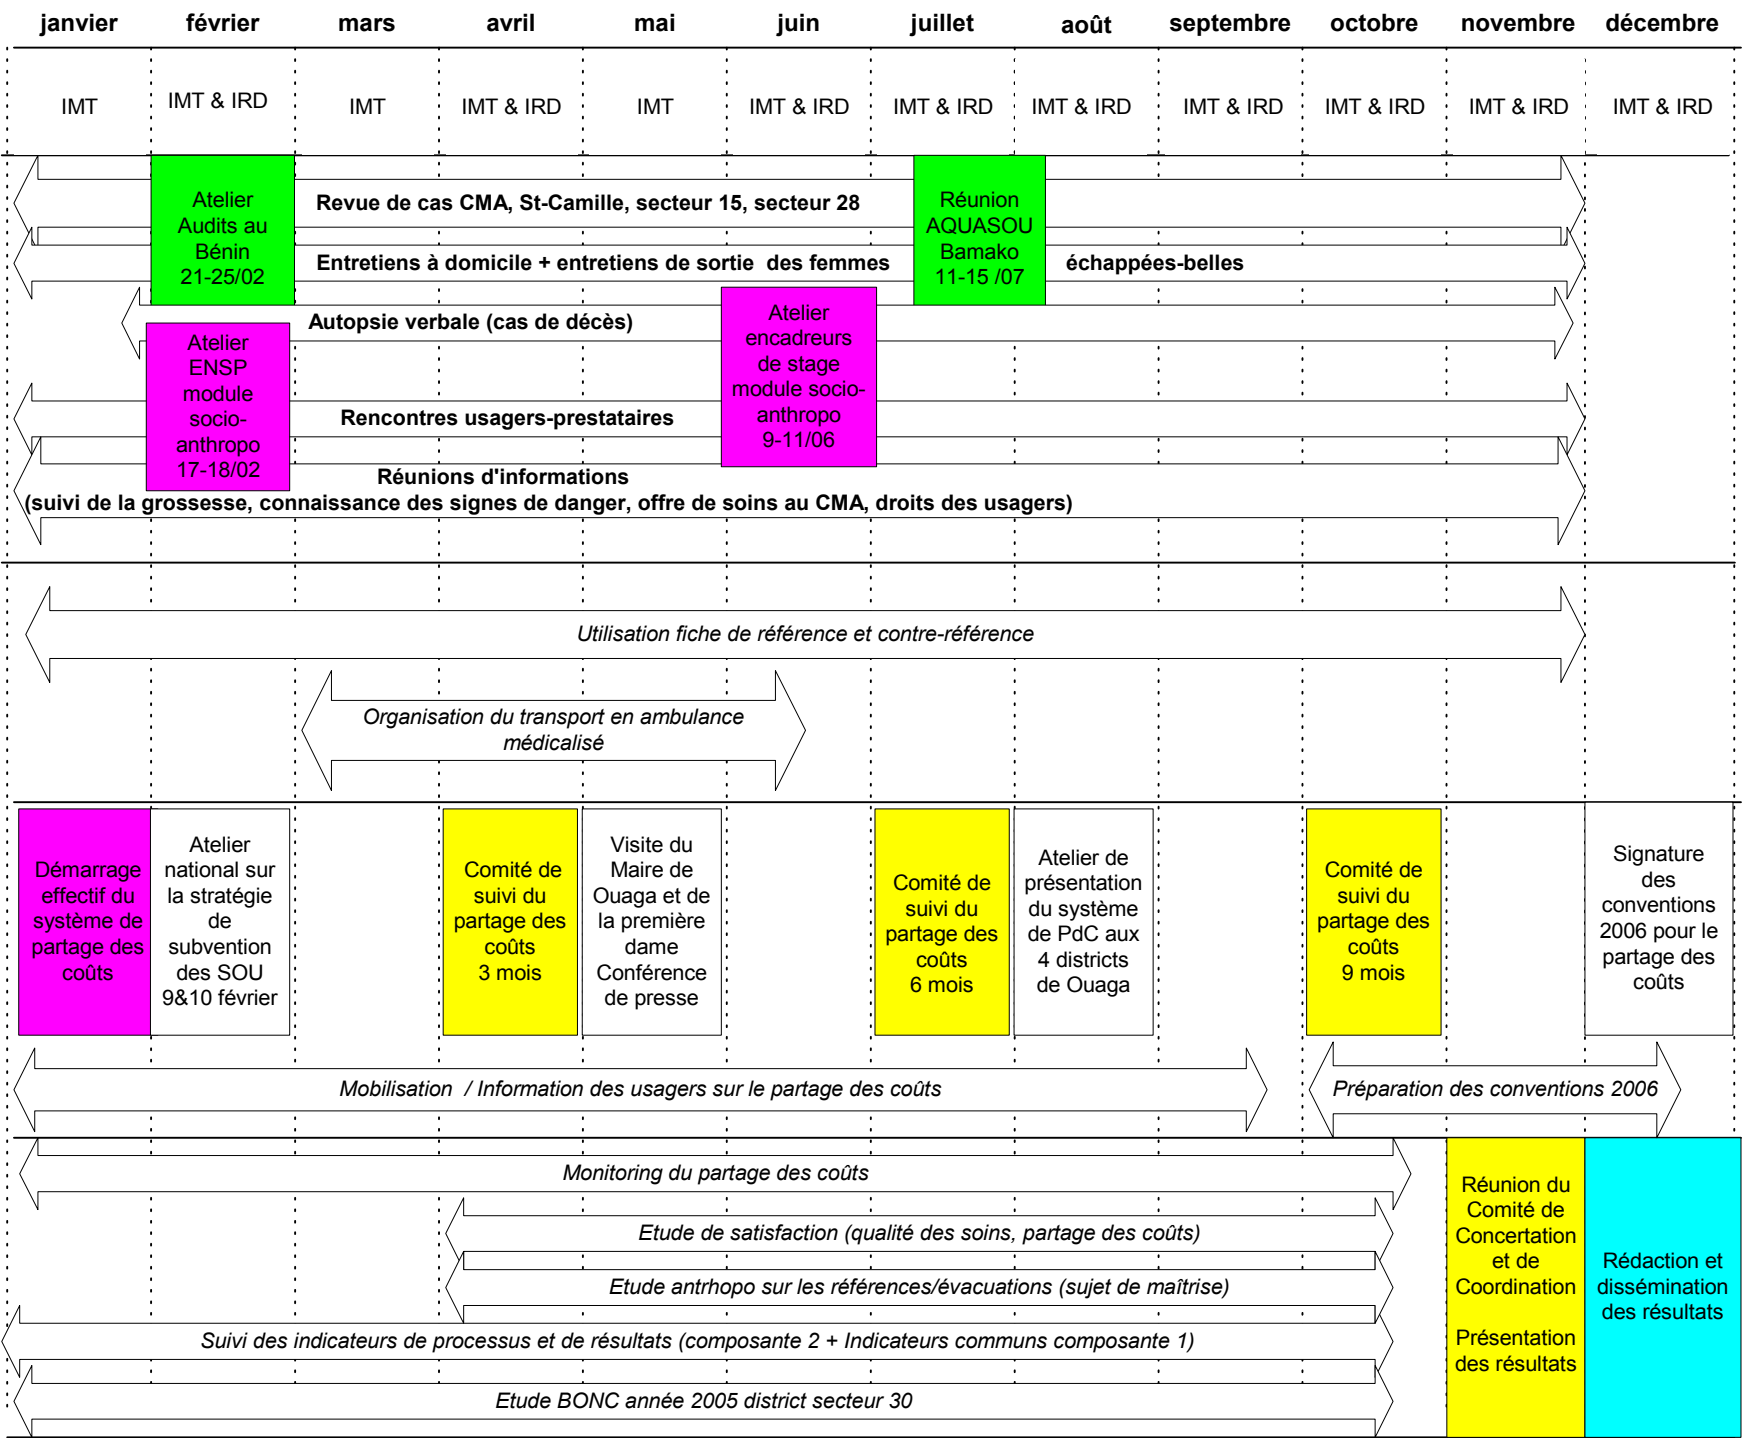 janvier février mars avril mai juin juillet août septembre octobre novembre décembre
IMT IMT & IRD IMT IMT & IRD IMT IMT & IRD IMT & IRD IMT & IRD IMT & IRD IMT & IRD IMT & IRD IMT & IRD
Atelier
Audits au
Bénin
21-25/02
Revue de cas CMA, St-Camille, secteur 15, secteur 28
Réunion
AQUASOU
Bamako
11-15 /07
Entretiens à domicile + entretiens de sortie des femmes échappées-belles
Autopsie verbale (cas de décès)
Atelier
ENSP
module
socio-
anthropo
17-18/02
Atelier
encadreurs
de stage
module socio-
anthropo
9-11/06
Rencontres usagers-prestataires
Réunions d'informations
(suivi de la grossesse, connaissance des signes de danger, offre de soins au CMA, droits des usagers)
Utilisation fiche de référence et contre-référence
Organisation du transport en ambulance
médicalisé
Démarrage
effectif du
système de
partage des
coûts
Atelier
national sur
la stratégie
de
subvention
des SOU
9&10 février
Comité de
suivi du
partage des
coûts
3 mois
Visite du
Maire de
Ouaga et de
la première
dame
Conférence
de presse
Comité de
suivi du
partage des
coûts
6 mois
Atelier de
présentation
du système
de PdC aux
4 districts
de Ouaga
Comité de
suivi du
partage des
coûts
9 mois
Signature
des
conventions
2006 pour le
partage des
coûts
Mobilisation / Information des usagers sur le partage des coûts
Préparation des conventions 2006
Monitoring du partage des coûts
Etude de satisfaction (qualité des soins, partage des coûts)
Etude antrhopo sur les références/évacuations (sujet de maîtrise)
Suivi des indicateurs de processus et de résultats (composante 2 + Indicateurs communs composante 1)
Etude BONC année 2005 district secteur 30
Réunion du
Comité de
Concertation
et de
Coordination
Présentation
des résultats
Rédaction et
dissémination
des résultats